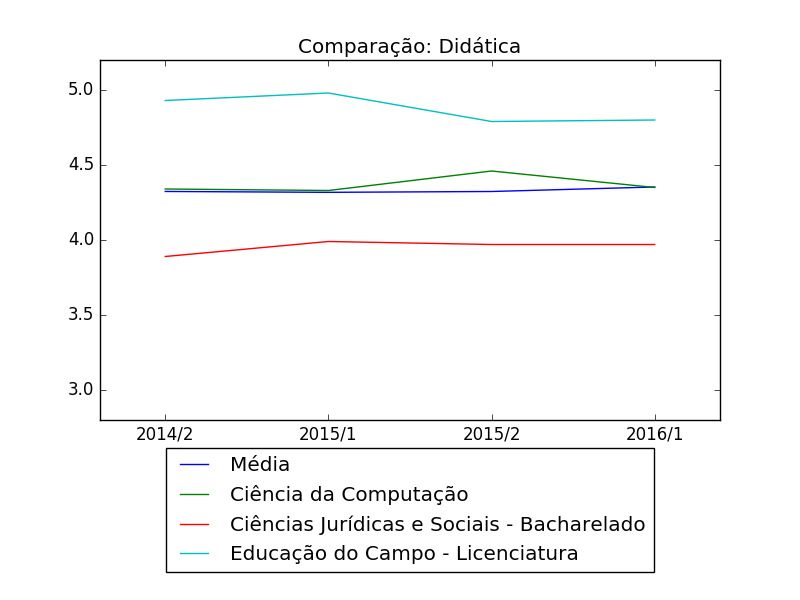 Comparação: Didática
5.0
4.5
4.0
3.5
3.0
2014/2 2015/1 2015/2 2016/1
Média
Ciência da Computação
Ciências Jurídicas e Sociais - Bacharelado
Educação do Campo - Licenciatura